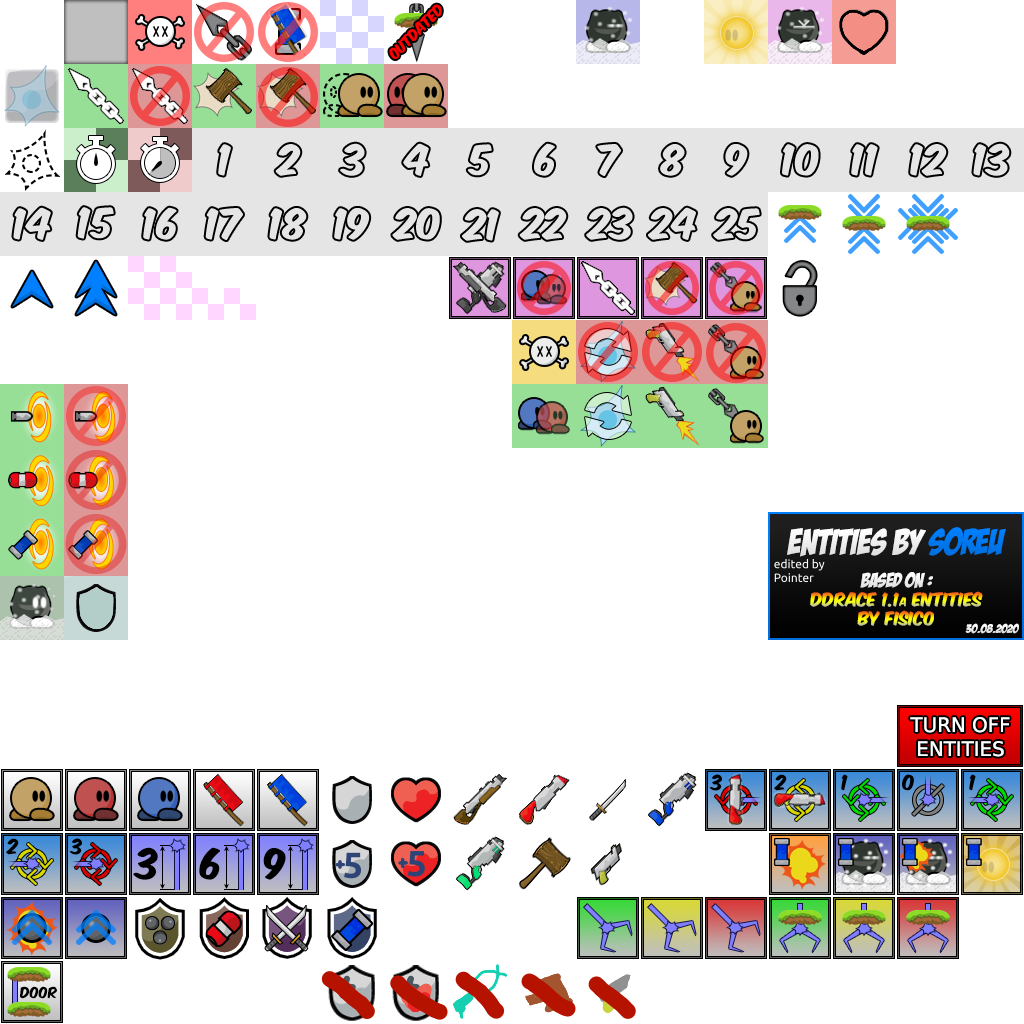 OUTDATED
1 2 3 4 5 6 7 8 9 10 11 12 13
14 15 16 17 18 19 20 21 22 23 24 25
ENTITIES BY SOREU
edited by
Pointer
BASED ON :
DDRACE 1.1A ENTITIES
BY FISICO
30.08.2020
TURN OFF
ENTITIES
3 2 1 0 1
2 3 3 6 9 +5 +5
DOOR